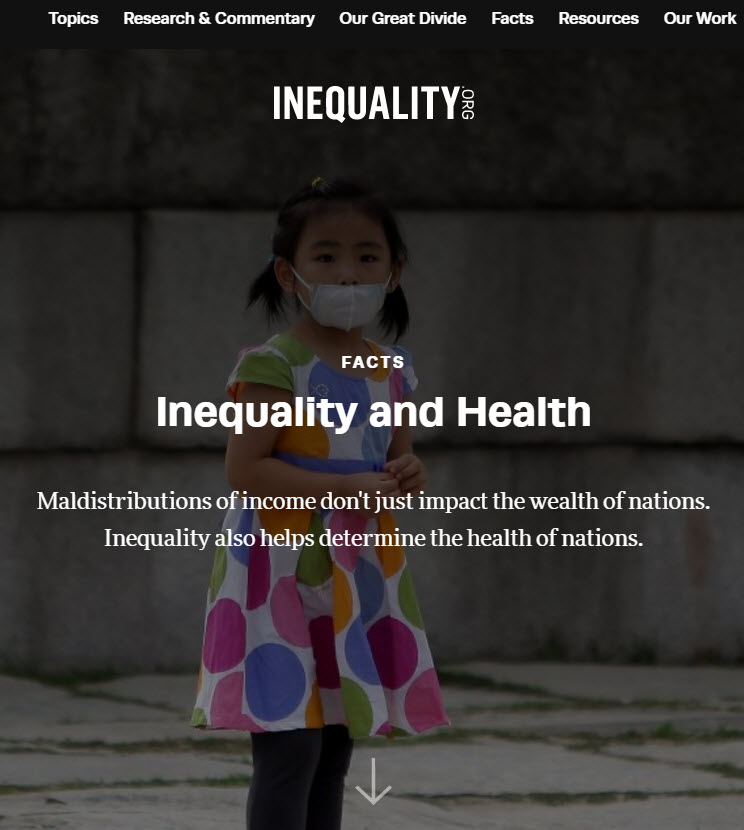 Topics Research & Commentary Our Great Divide Facts Resources Our Work
INEQUALITY.ORG
FACTS
Inequality and Health
Maldistributions of income don't just impact the wealth of nations.
Inequality also helps determine the health of nations.